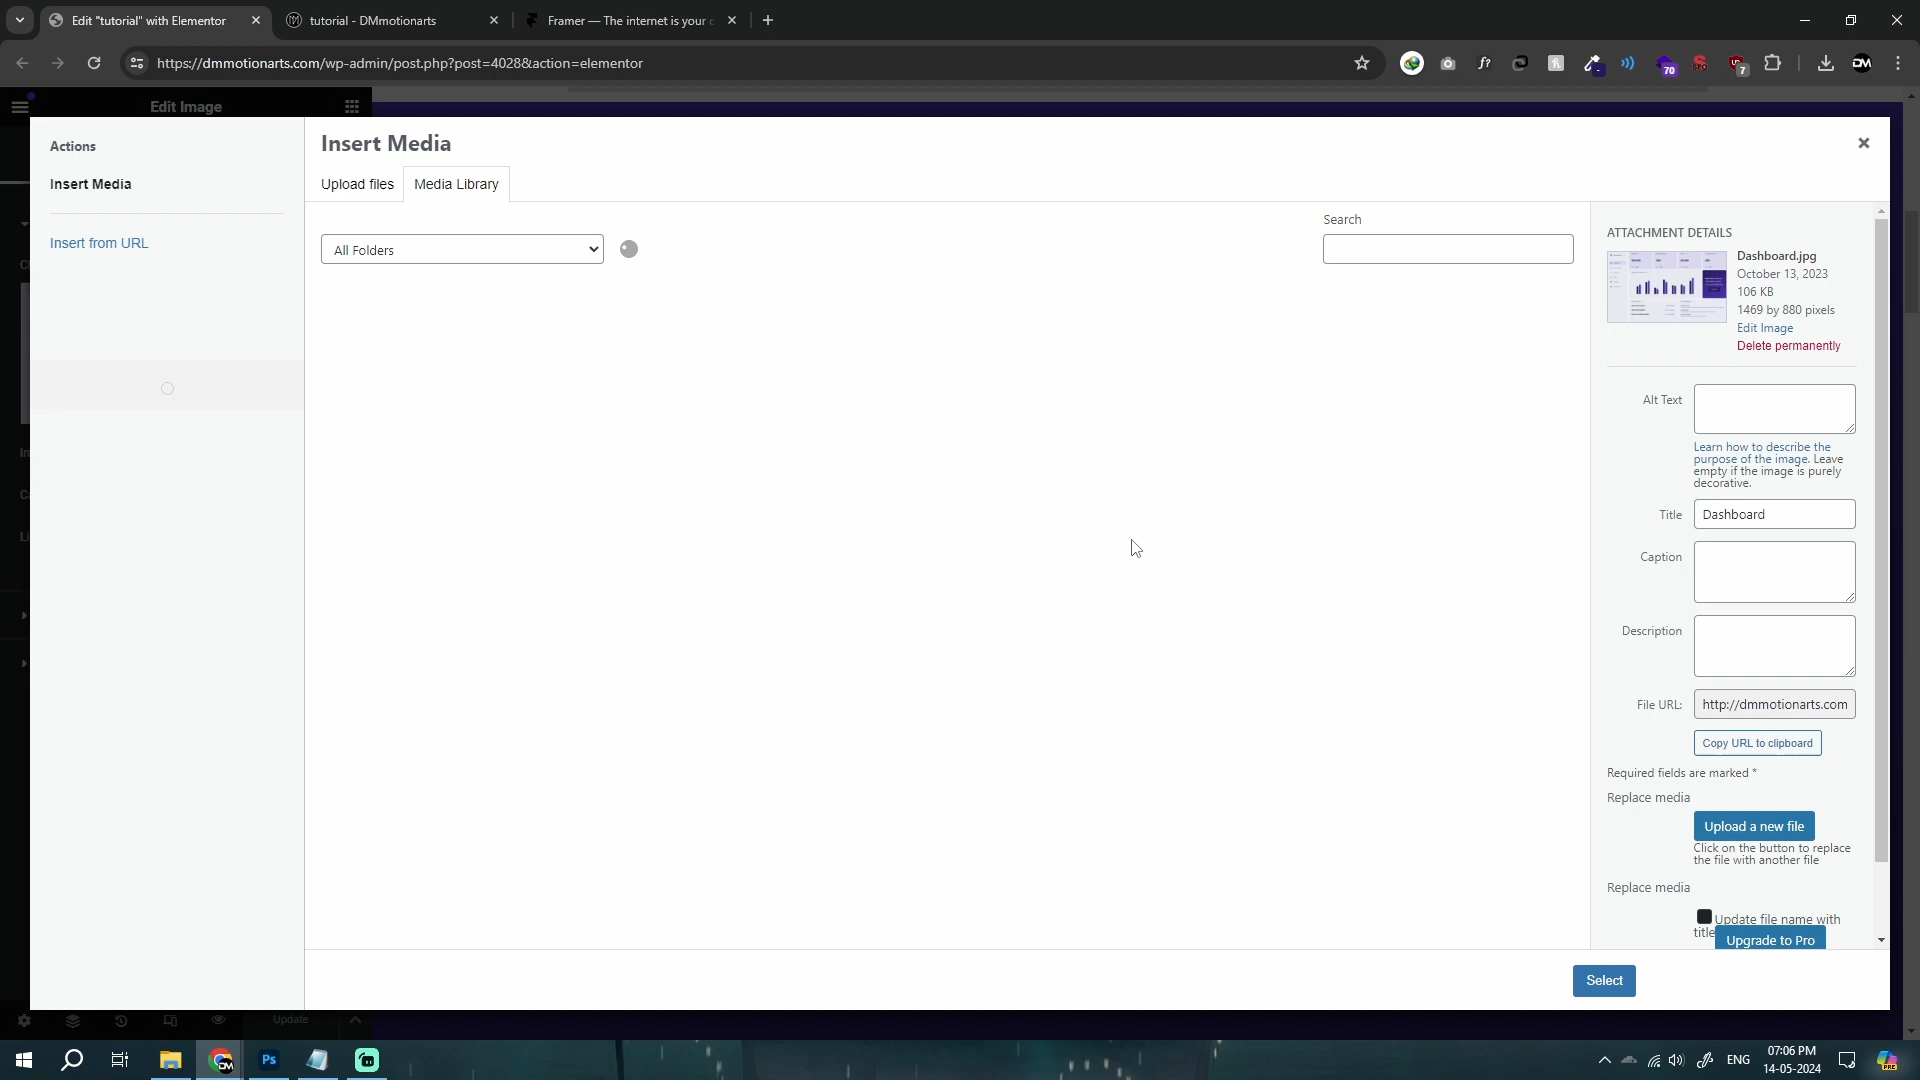 Edit "tutorial" with Elementor
tutorial - DMmotionarts
Framer — The internet is your
https://dmmotionarts.com/wp-admin/post.php?post=4028&action=elementor
f?
70
7
DM
Edit Image
Actions
Insert Media
Insert from URL
Insert Media
Upload files
Media Library
All Folders
Search
ATTACHMENT DETAILS
Dashboard.jpg
October 13, 2023
106 KB
1469 by 880 pixels
Edit Image
Delete permanently
Alt Text
Learn how to describe the
purpose of the image. Leave
empty if the image is purely
decorative.
Title
Dashboard
Caption
Description
File URL:
http://dmmotionarts.com
Copy URL to clipboard
Required fields are marked *
Replace media
Upload a new file
Click on the button to replace
the file with another file
Replace media
Update file name with
title
Upgrade to Pro
Select
Update
Ps
ENG
07:06 PM
14-05-2024